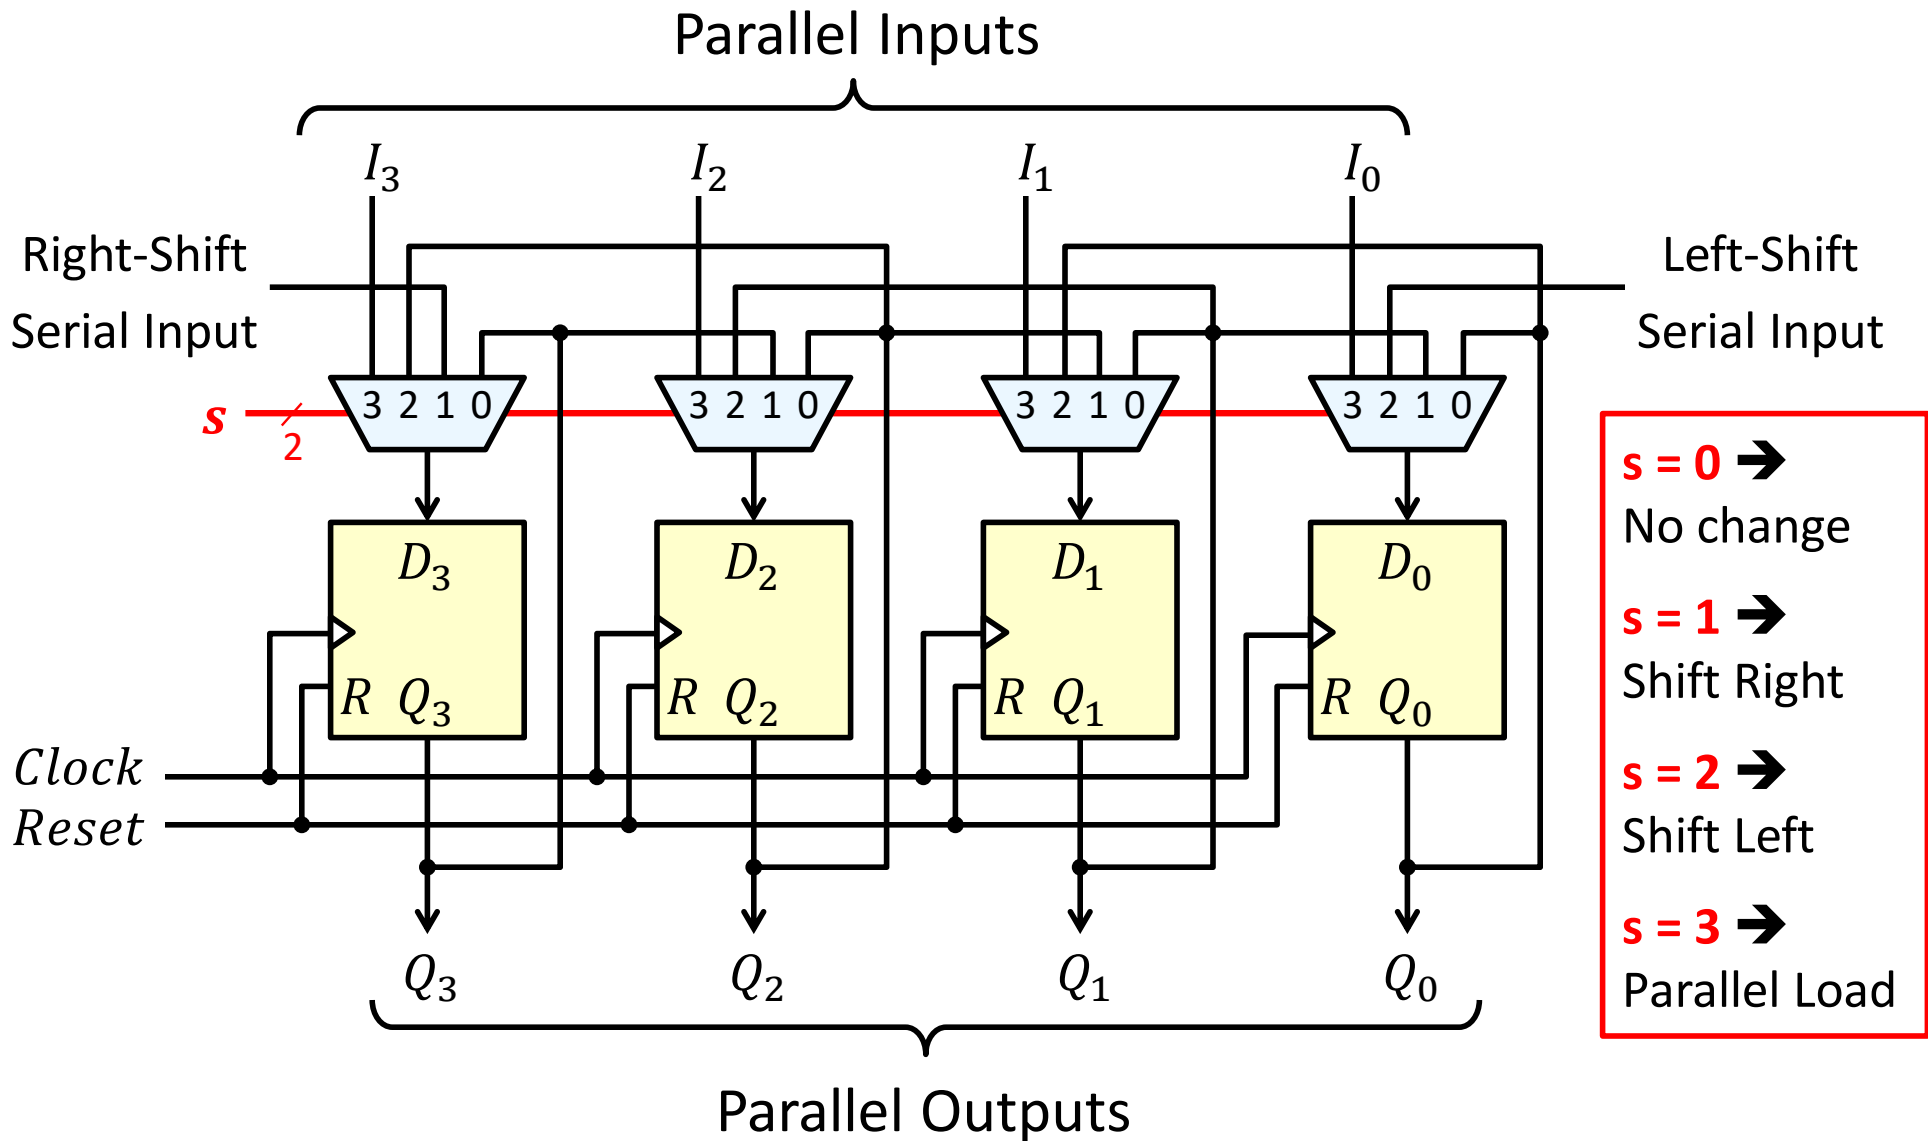 Parallel Inputs
I₃ I₂ I₁ I₀
Right-Shift
Serial Input
Left-Shift
Serial Input
3 2 1 0 3 2 1 0 3 2 1 0 3 2 1 0
s
2
D₃ D₂ D₁ D₀
R Q₃ R Q₂ R Q₁ R Q₀
Clock
Reset
Q₃ Q₂ Q₁ Q₀
Parallel Outputs
s = 0 ➔
No change
s = 1 ➔
Shift Right
s = 2 ➔
Shift Left
s = 3 ➔
Parallel Load